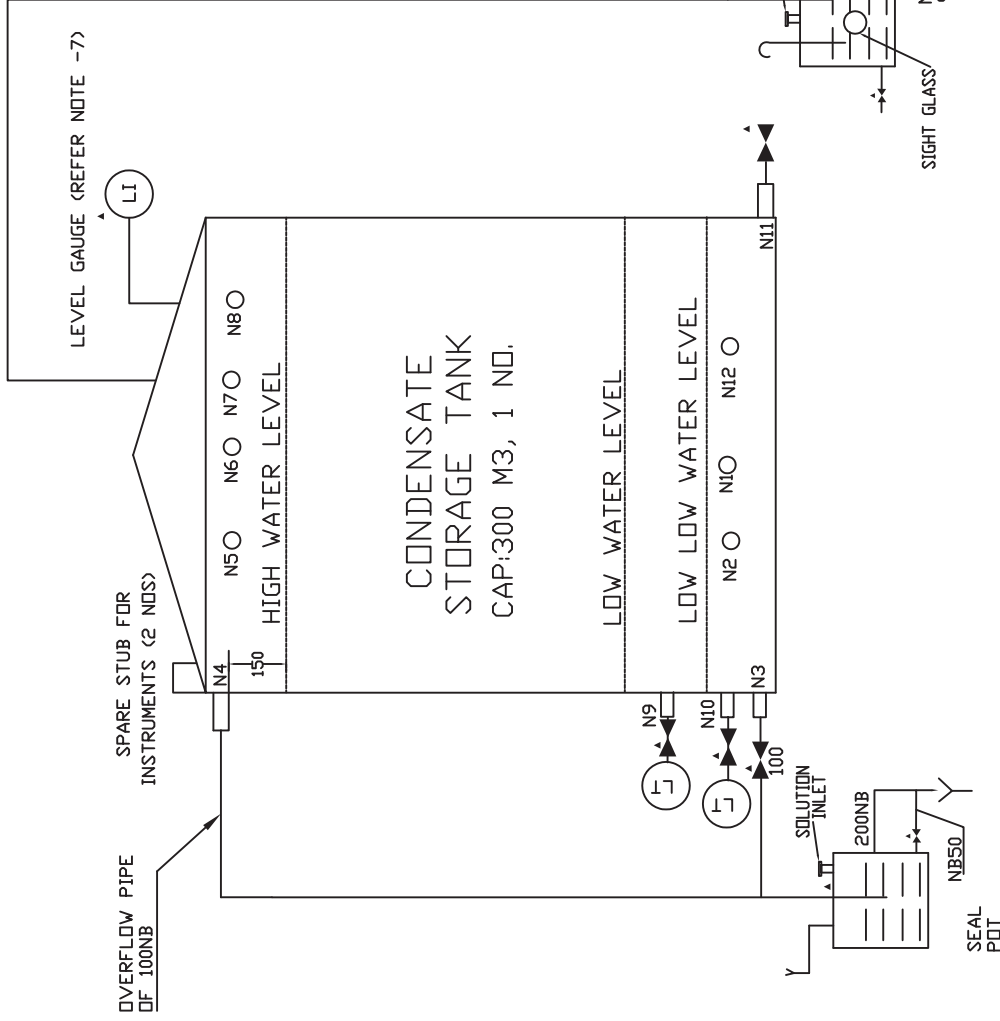 LEVEL GAUGE (REFER NOTE -7)
LI
SPARE STUB FOR
INSTRUMENTS (2 NOS)
OVERFLOW PIPE
OF 100NB
N4
150
N5
N6
N7
N8
HIGH WATER LEVEL
CONDENSATE
STORAGE TANK
CAP:300 M3, 1 NO.
LOW WATER LEVEL
LOW LOW WATER LEVEL
N9
LT
N10
LT
N3
100
N2
N1
N12
N11
SOLUTION
INLET
200NB
NB50
SEAL
POT
SIGHT GLASS